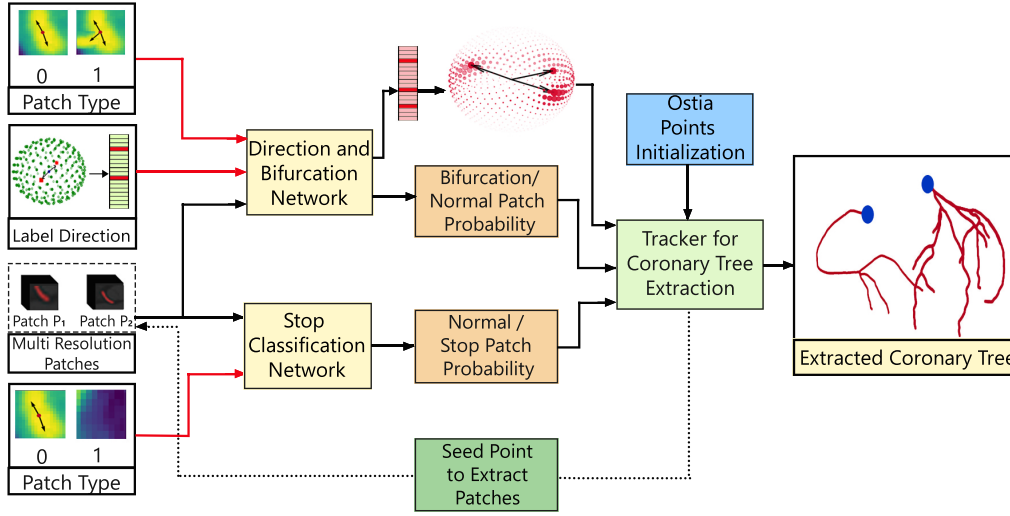 0 1
Patch Type
Label Direction
Patch P₁ Patch P₂
Multi Resolution
Patches
0 1
Patch Type
Direction and
Bifurcation
Network
Stop
Classification
Network
Bifurcation/
Normal Patch
Probability
Normal /
Stop Patch
Probability
Seed Point
to Extract
Patches
Ostia
Points
Initialization
Tracker for
Coronary Tree
Extraction
Extracted Coronary Tree